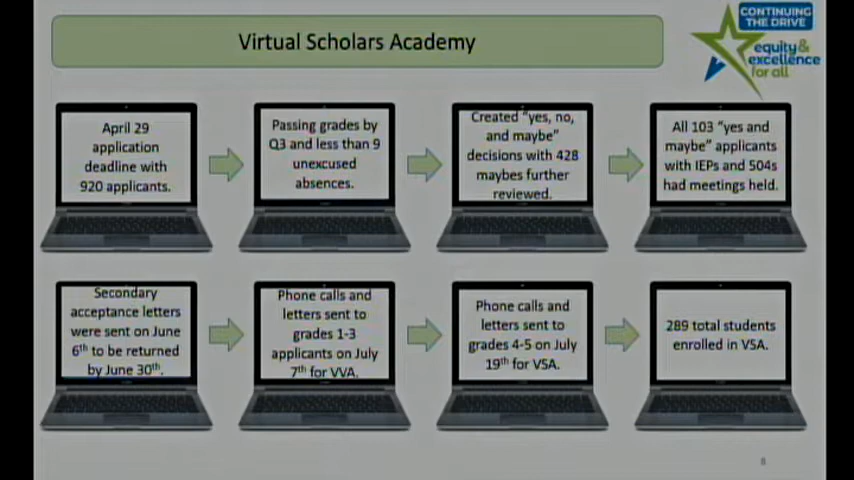 Virtual Scholars Academy
CONTINUING
THE DRIVE
equity&
excellence
for all
April 29
application
deadline with
920 applicants.
Passing grades by
Q3 and less than 9
unexcused
absences.
Created “yes, no,
and maybe”
decisions with 428
maybes further
reviewed.
All 103 “yes and
maybe” applicants
with IEPs and 504s
had meetings held.
Secondary
acceptance letters
were sent on June
6th to be returned
by June 30th.
Phone calls and
letters sent to
grades 1-3
applicants on July
7th for VVA.
Phone calls and
letters sent to
grades 4-5 on July
19th for VSA.
289 total students
enrolled in VSA.
8